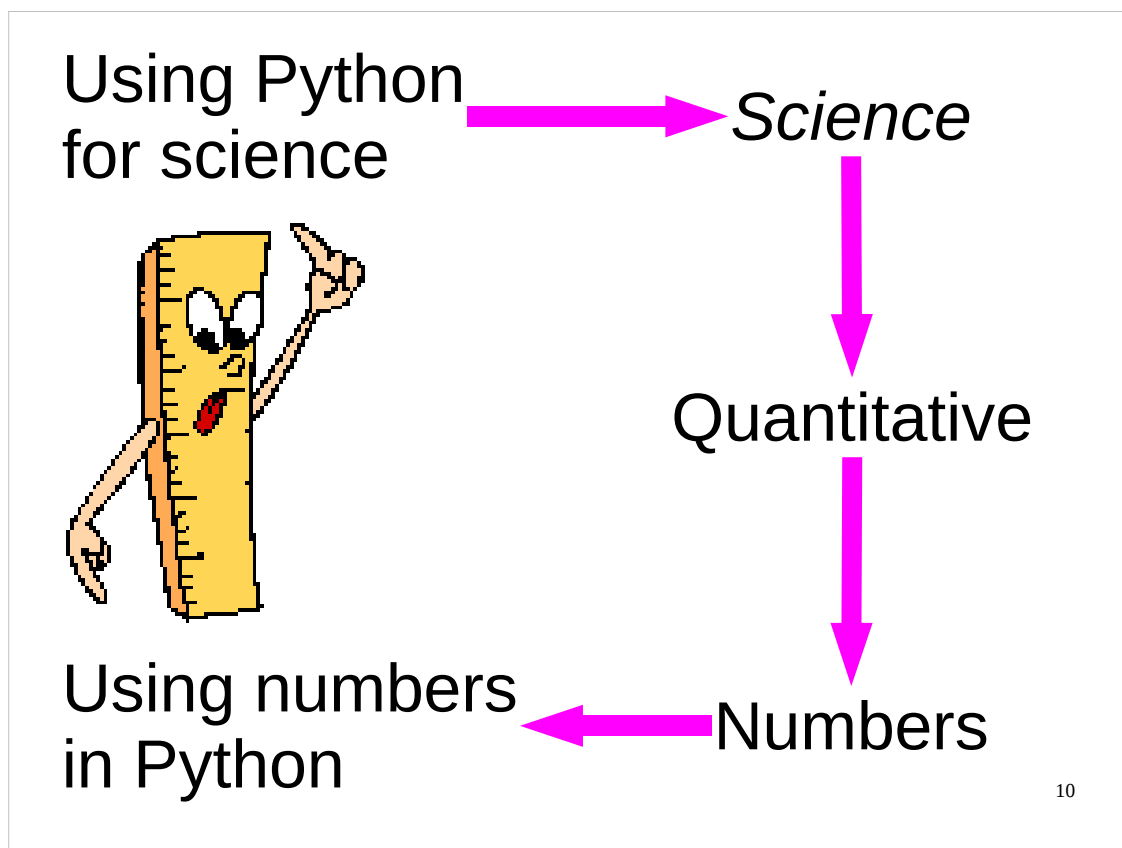 Using Python
for science
Science
Quantitative
Numbers
Using numbers
in Python
10